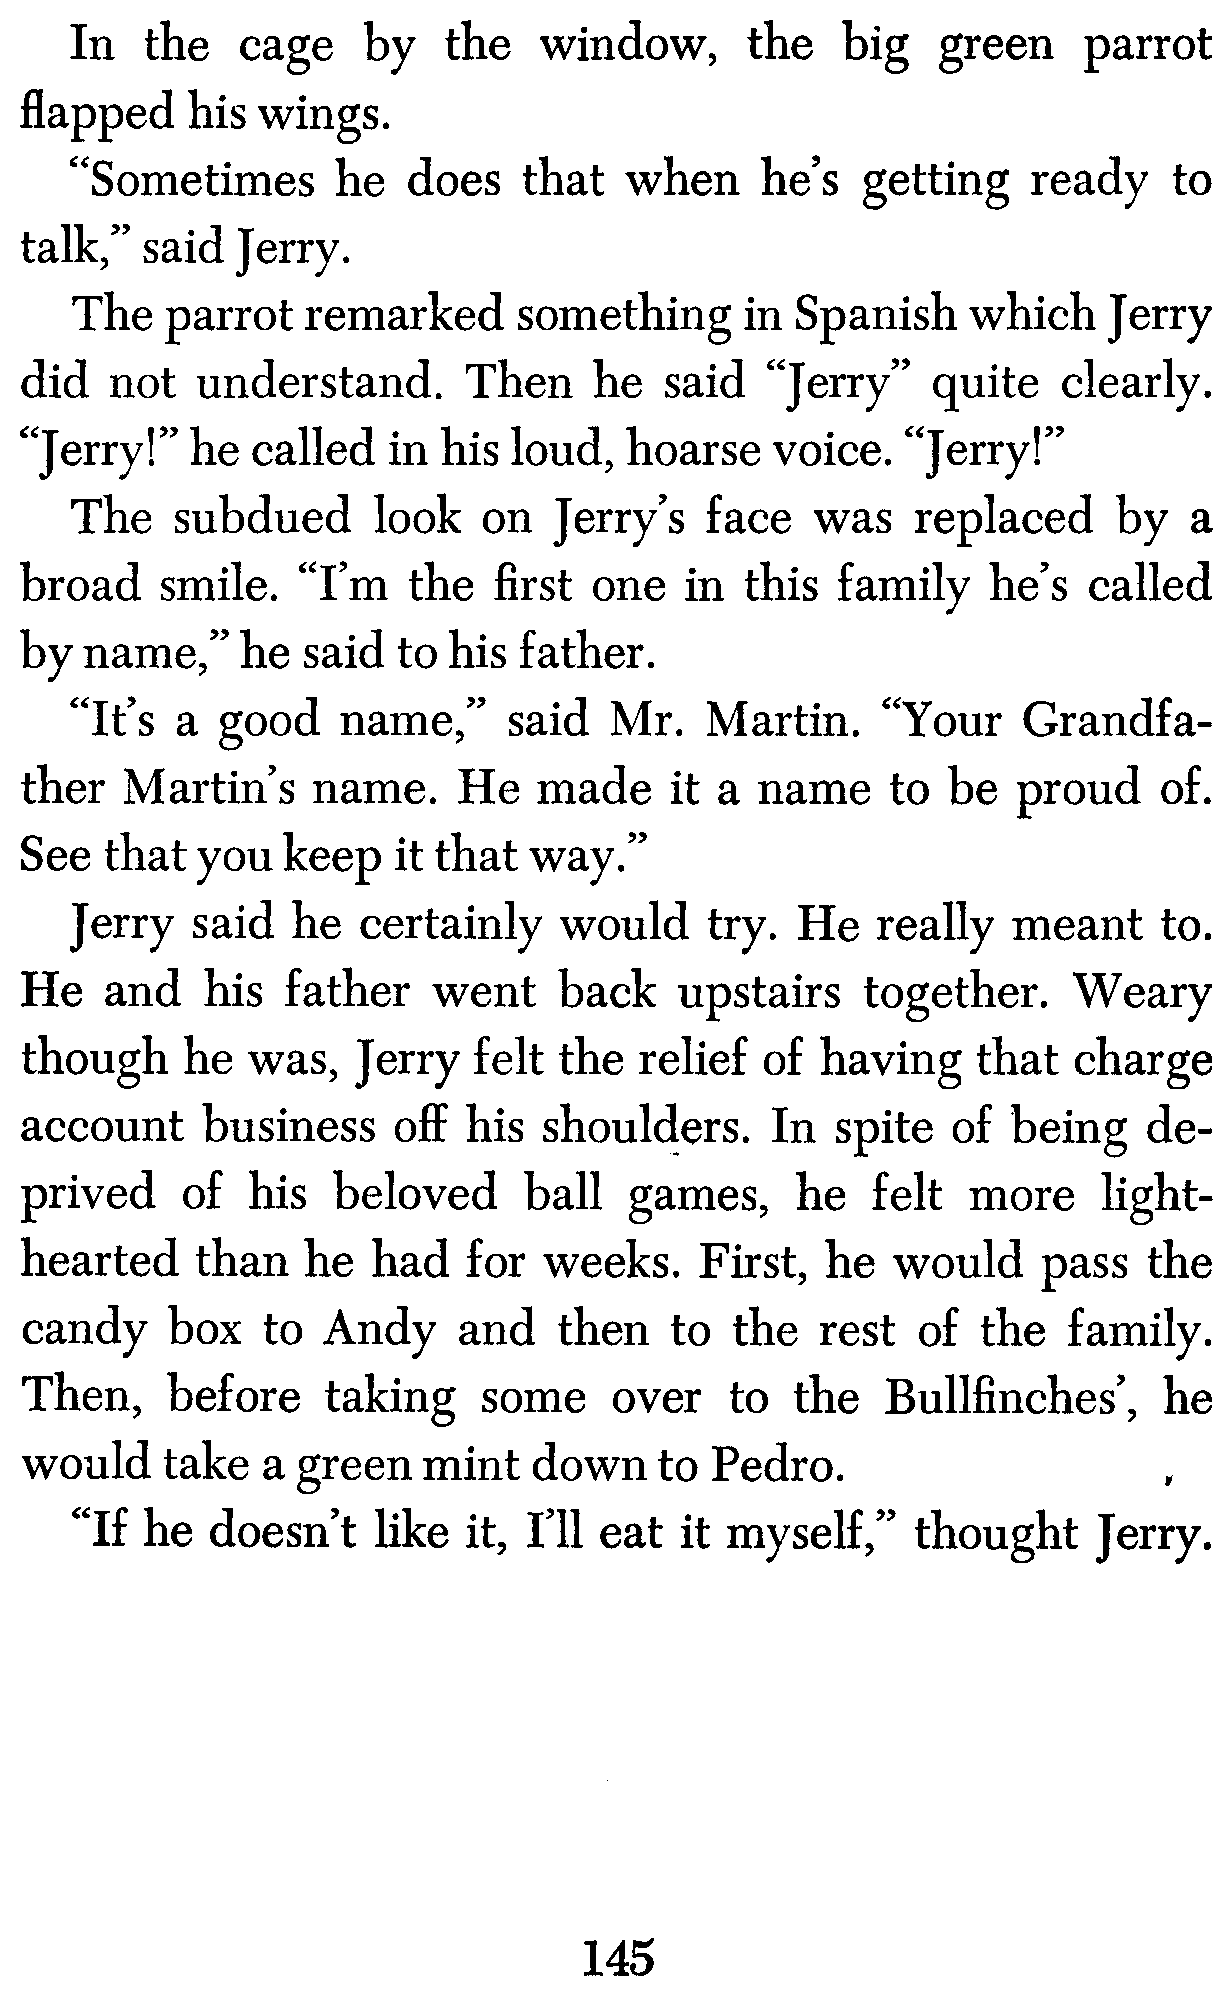 In the cage by the window, the big green parrot
flapped his wings.
“Sometimes he does that when he’s getting ready to
talk,” said Jerry.
The parrot remarked something in Spanish which Jerry
did not understand. Then he said “Jerry” quite clearly.
“Jerry!” he called in his loud, hoarse voice. “Jerry!”
The subdued look on Jerry’s face was replaced by a
broad smile. “I’m the first one in this family he’s called
by name,” he said to his father.
“It’s a good name,” said Mr. Martin. “Your Grandfa-
ther Martin’s name. He made it a name to be proud of.
See that you keep it that way.”
Jerry said he certainly would try. He really meant to.
He and his father went back upstairs together. Weary
though he was, Jerry felt the relief of having that charge
account business off his shoulders. In spite of being de-
prived of his beloved ball games, he felt more light-
hearted than he had for weeks. First, he would pass the
candy box to Andy and then to the rest of the family.
Then, before taking some over to the Bullfinches’, he
would take a green mint down to Pedro.
“If he doesn’t like it, I’ll eat it myself,” thought Jerry.
145